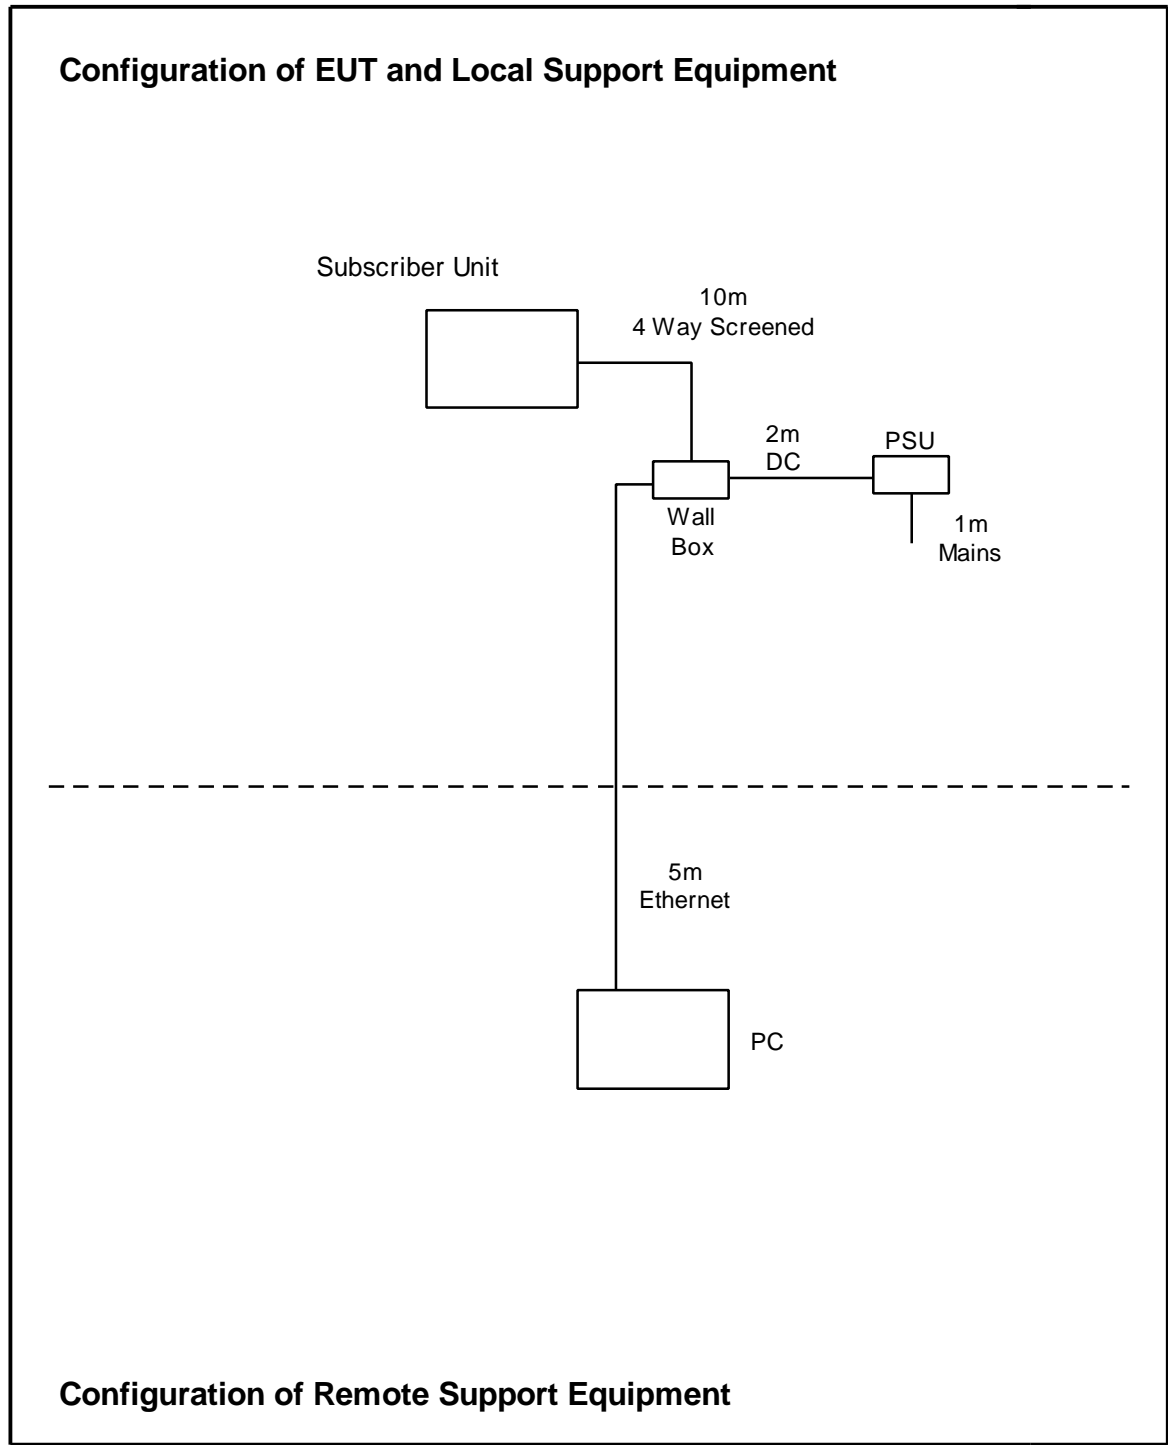 Configuration of EUT and Local Support Equipment
Subscriber Unit
10m
4 Way Screened
2m
DC
PSU
Wall
Box
1m
Mains
5m
Ethernet
PC
Configuration of Remote Support Equipment